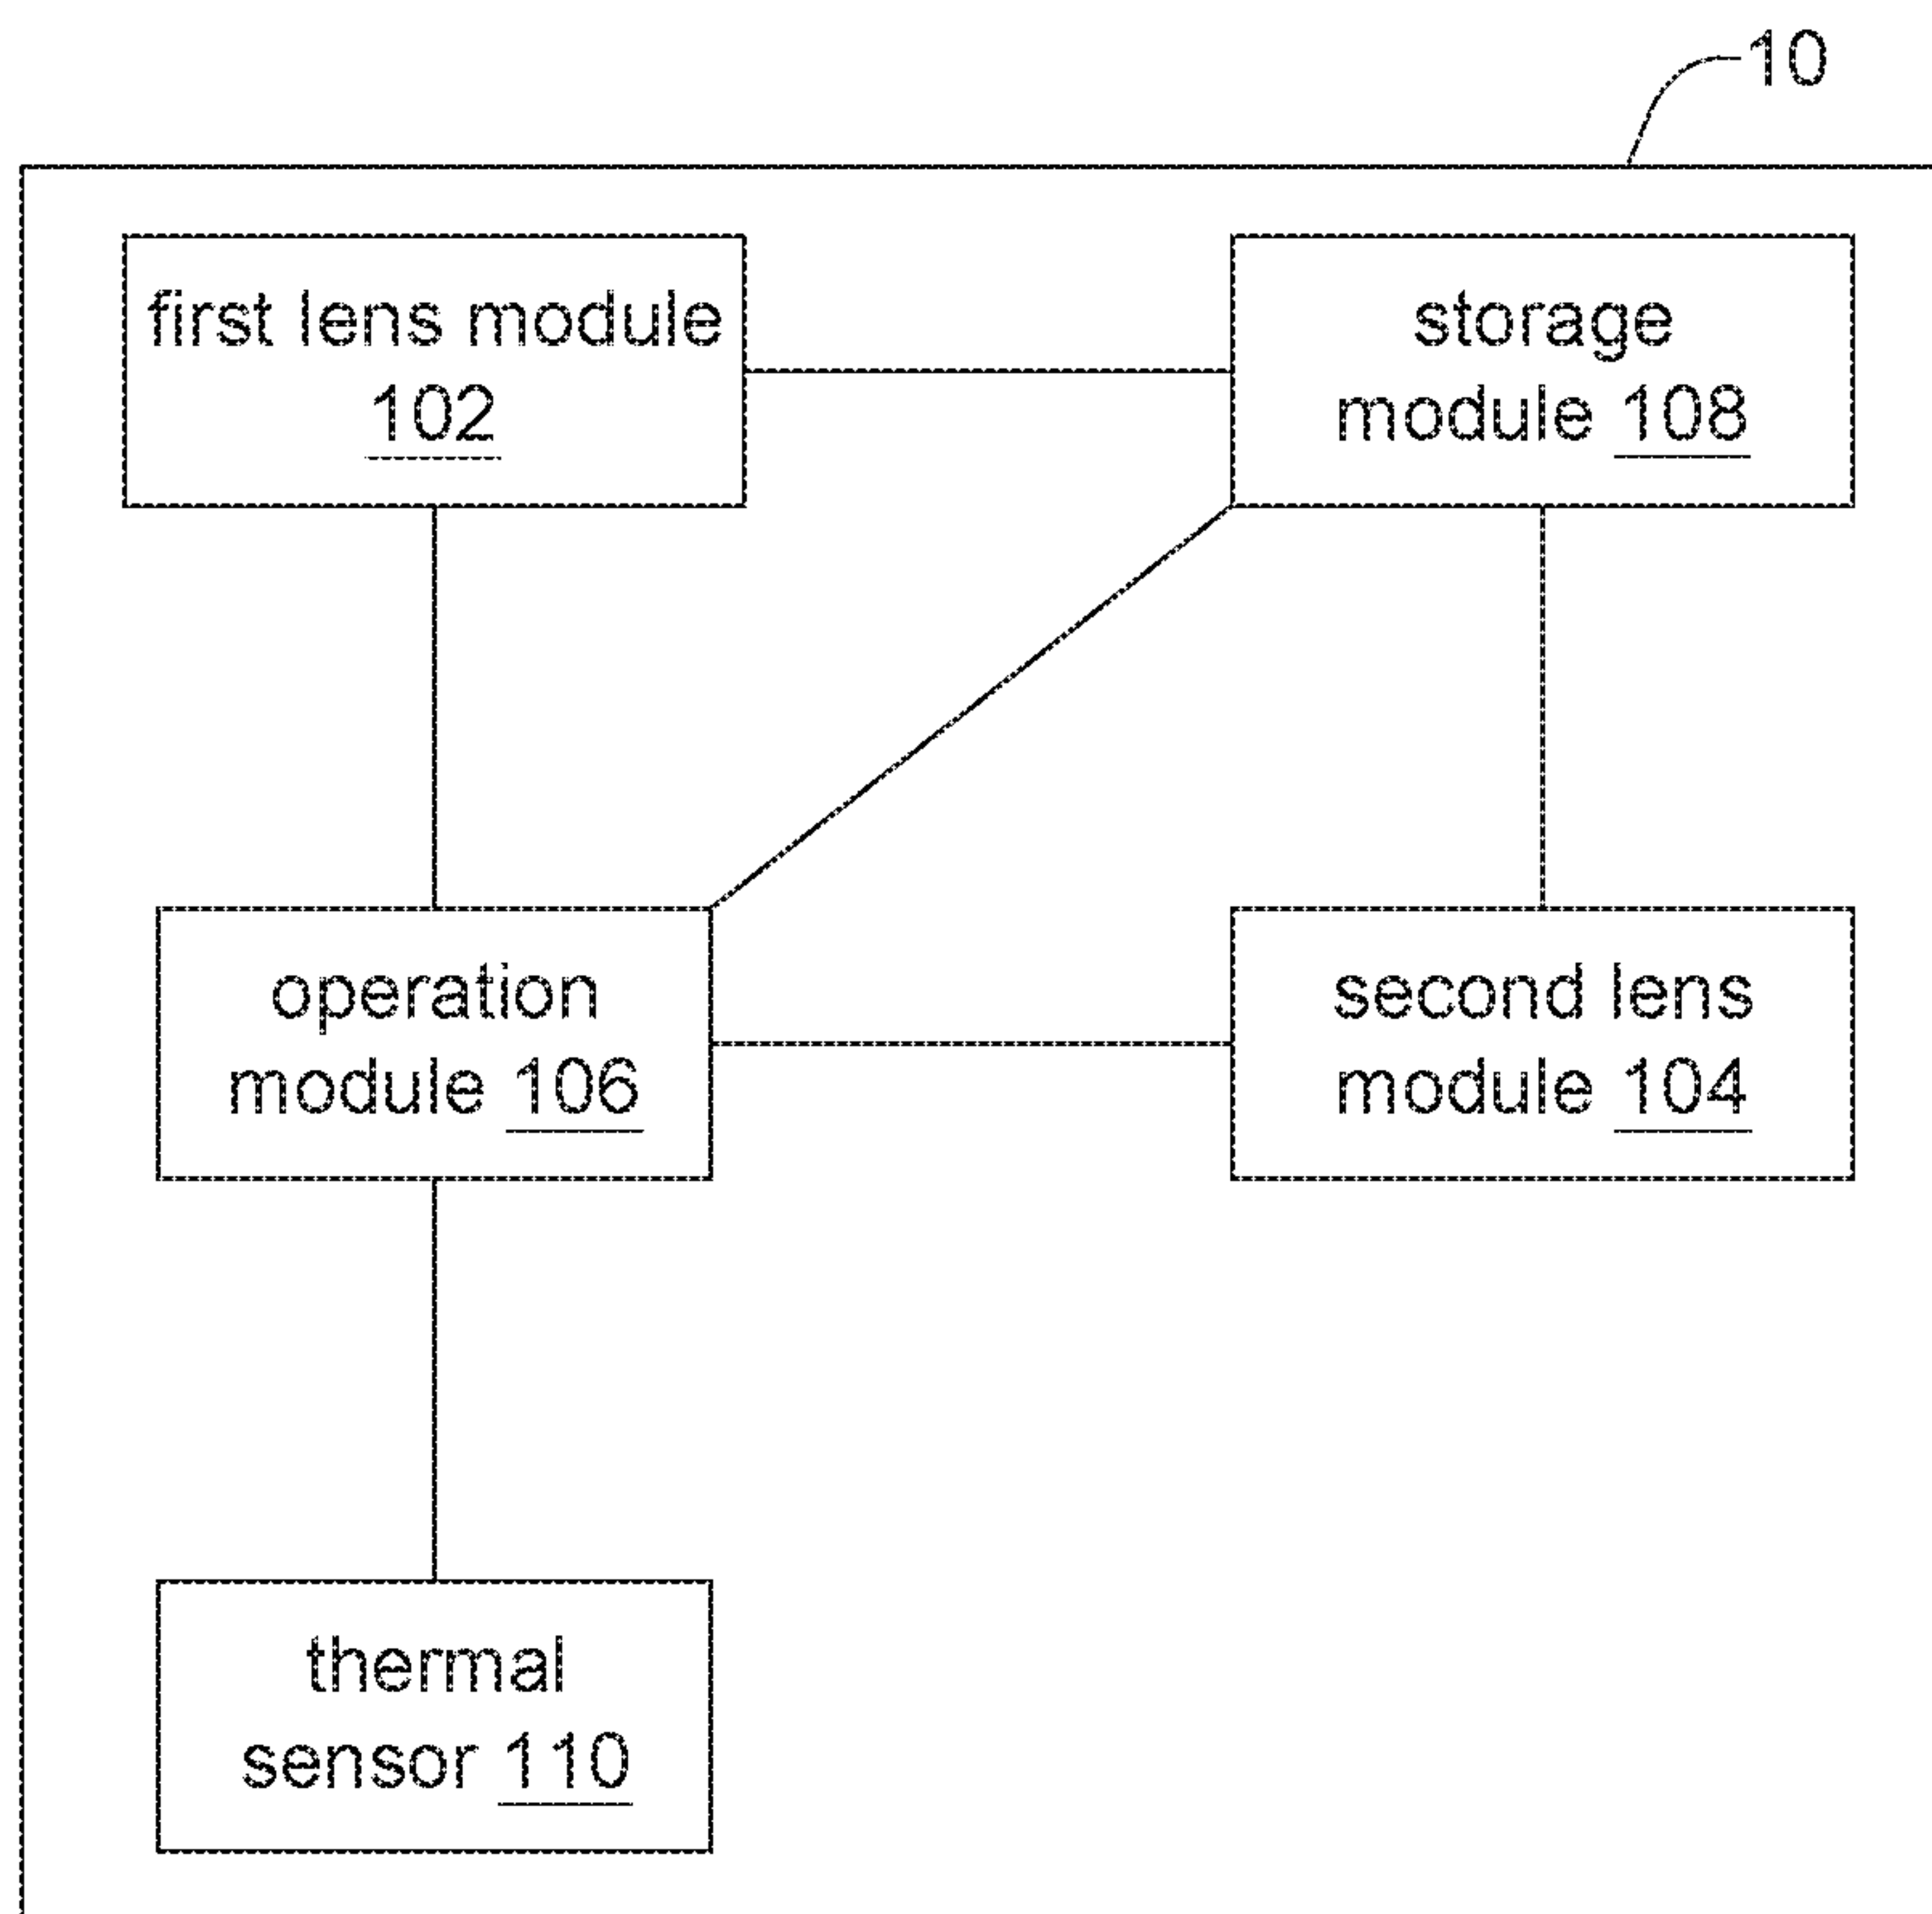 10
first lens module
102
storage
module 108
operation
module 106
second lens
module 104
thermal
sensor 110